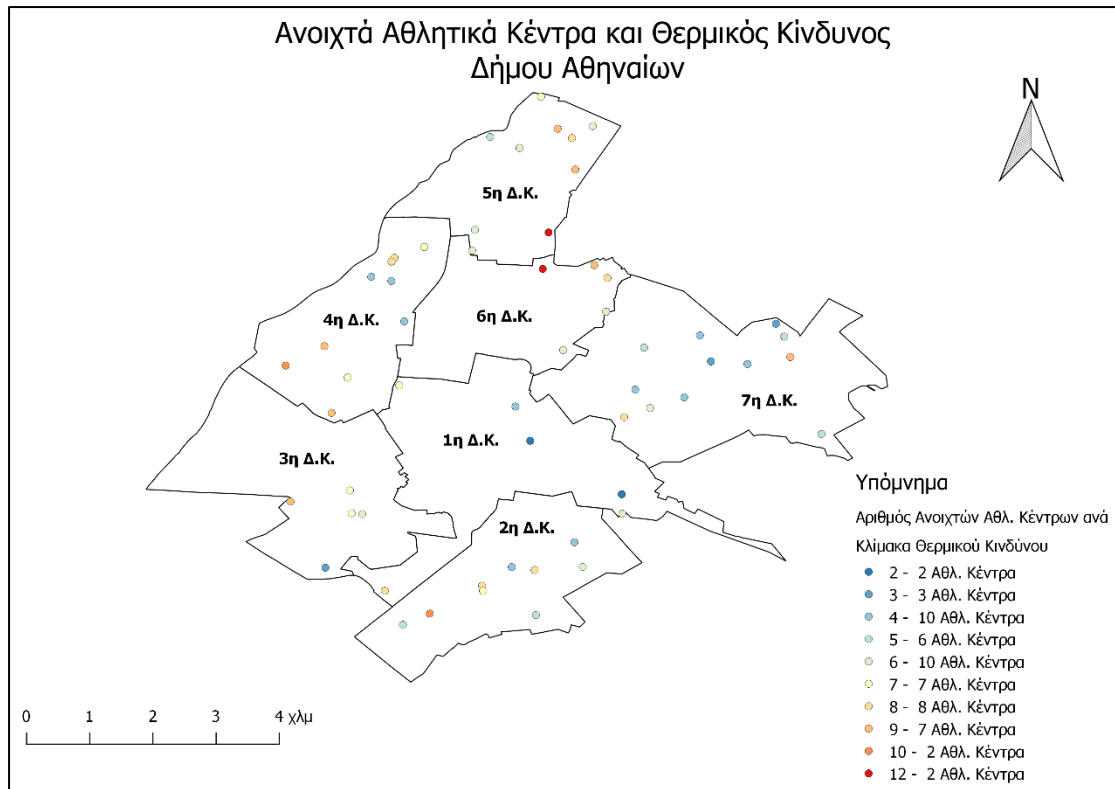 Ανοιχτά Αθλητικά Κέντρα και Θερμικός Κίνδυνος
Δήμου Αθηναίων
N
5η Δ.Κ.
4η Δ.Κ.
6η Δ.Κ.
7η Δ.Κ.
1η Δ.Κ.
3η Δ.Κ.
2η Δ.Κ.
Υπόμνημα
Αριθμός Ανοιχτών Αθλ. Κέντρων ανά
Κλίμακα Θερμικού Κινδύνου
2 - 2 Αθλ. Κέντρα
3 - 3 Αθλ. Κέντρα
4 - 10 Αθλ. Κέντρα
5 - 6 Αθλ. Κέντρα
6 - 10 Αθλ. Κέντρα
7 - 7 Αθλ. Κέντρα
8 - 8 Αθλ. Κέντρα
9 - 7 Αθλ. Κέντρα
10 - 2 Αθλ. Κέντρα
12 - 2 Αθλ. Κέντρα
0 1 2 3 4 χλμ